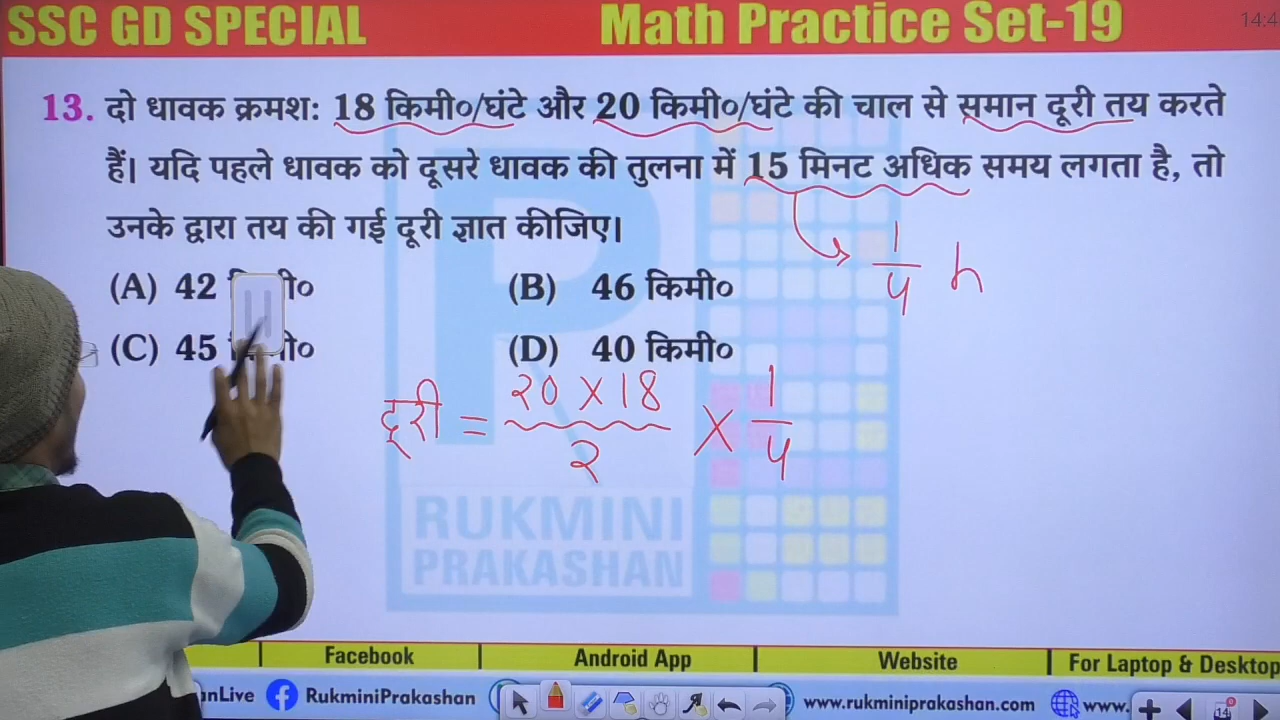 SSC GD SPECIAL Math Practice Set-19
13. दो धावक क्रमश: 18 किमी०/घंटे और 20 किमी०/घंटे की चाल से समान दूरी तय करते
हैं। यदि पहले धावक को दूसरे धावक की तुलना में 15 मिनट अधिक समय लगता है, तो
उनके द्वारा तय की गई दूरी ज्ञात कीजिए।
1/4 h
(A) 42 (B) 46 किमी०
(C) 45 (D) 40 किमी०
दूरी = 20 X 18 / 2 X 1/4
RUKMINI
PRAKASHAN
Facebook Android App Website For Laptop & Desktop
RukminiPrakashan www.rukminiprakashan.com www.